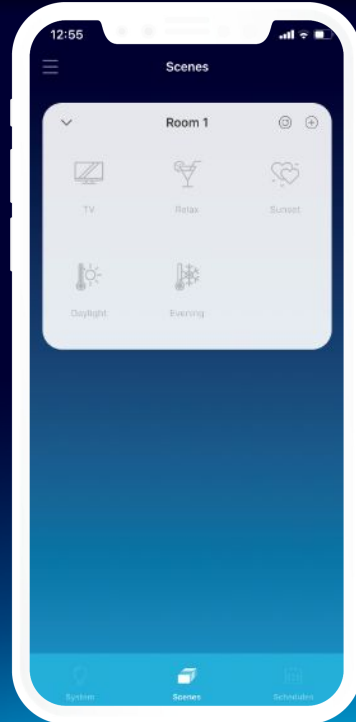 12:55
Scenes
Room 1
TV Relax Sunset
Daylight Evening
System Scenes Schedules